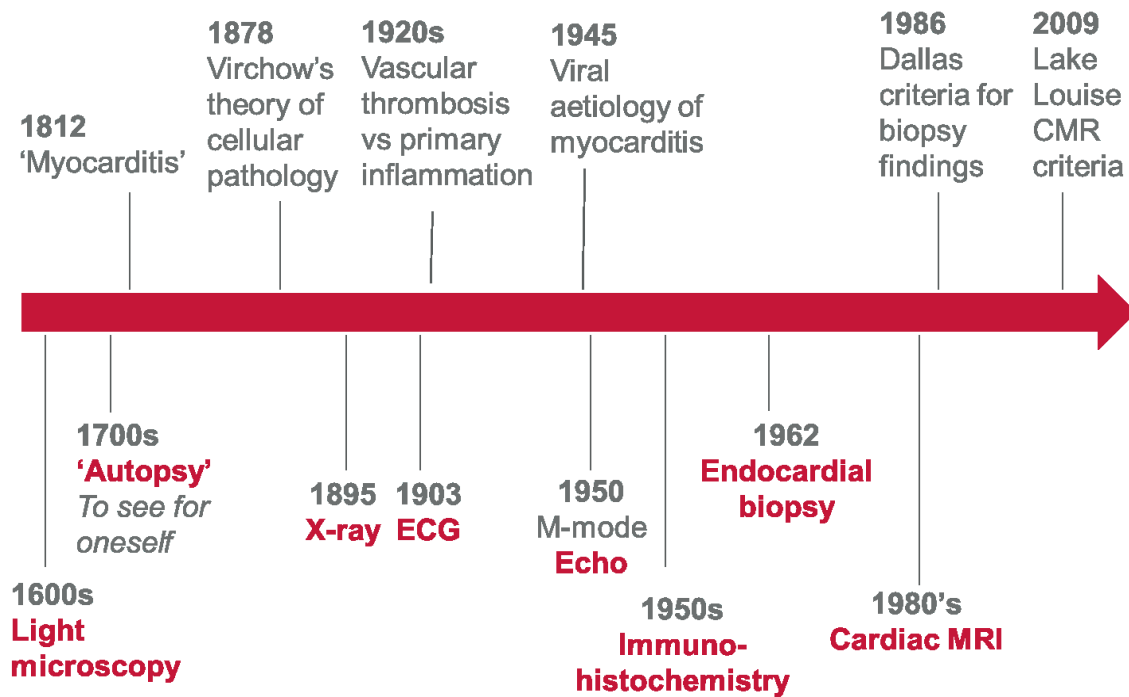 1812
‘Myocarditis’
1878
Virchow’s
theory of
cellular
pathology
1920s
Vascular
thrombosis
vs primary
inflammation
1945
Viral
aetiology of
myocarditis
1986
Dallas
criteria for
biopsy
findings
2009
Lake
Louise
CMR
criteria
1600s
Light
microscopy
1700s
‘Autopsy’
To see for
oneself
1895
X-ray
1903
ECG
1950
M-mode
Echo
1950s
Immuno-
histochemistry
1962
Endocardial
biopsy
1980’s
Cardiac MRI